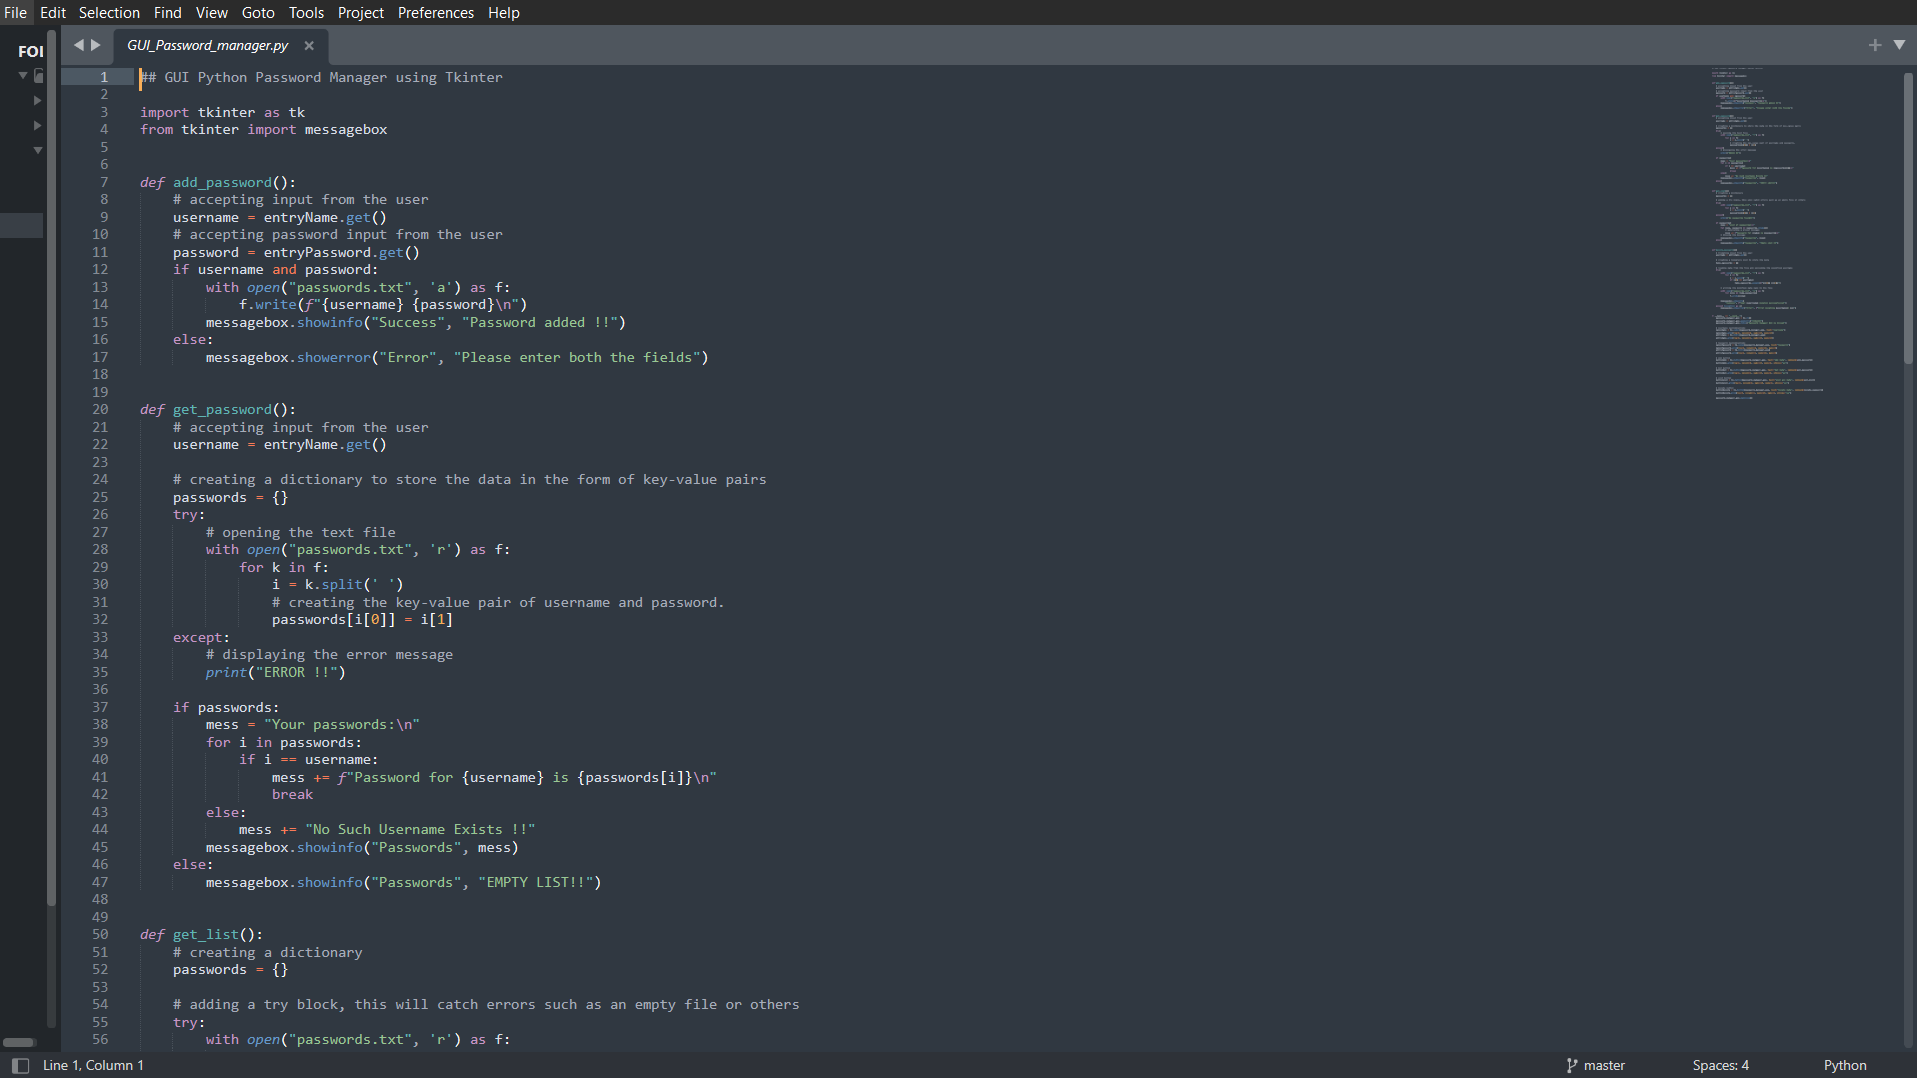 File Edit Selection Find View Goto Tools Project Preferences Help
FOI
GUI_Password_manager.py
1 ## GUI Python Password Manager using Tkinter
2
3 import tkinter as tk
4 from tkinter import messagebox
5
6
7 def add_password():
8     # accepting input from the user
9     username = entryName.get()
10     # accepting password input from the user
11     password = entryPassword.get()
12     if username and password:
13         with open("passwords.txt", 'a') as f:
14             f.write(f"{username} {password}\n")
15         messagebox.showinfo("Success", "Password added !!")
16     else:
17         messagebox.showerror("Error", "Please enter both the fields")
18
19
20 def get_password():
21     # accepting input from the user
22     username = entryName.get()
23
24     # creating a dictionary to store the data in the form of key-value pairs
25     passwords = {}
26     try:
27         # opening the text file
28         with open("passwords.txt", 'r') as f:
29             for k in f:
30                 i = k.split(' ')
31                 # creating the key-value pair of username and password.
32                 passwords[i[0]] = i[1]
33     except:
34         # displaying the error message
35         print("ERROR !!")
36
37     if passwords:
38         mess = "Your passwords:\n"
39         for i in passwords:
40             if i == username:
41                 mess += f"Password for {username} is {passwords[i]}\n"
42                 break
43         else:
44             mess += "No Such Username Exists !!"
45         messagebox.showinfo("Passwords", mess)
46     else:
47         messagebox.showinfo("Passwords", "EMPTY LIST!!")
48
49
50 def get_list():
51     # creating a dictionary
52     passwords = {}
53
54     # adding a try block, this will catch errors such as an empty file or others
55     try:
56         with open("passwords.txt", 'r') as f:
Line 1, Column 1
master
Spaces: 4
Python